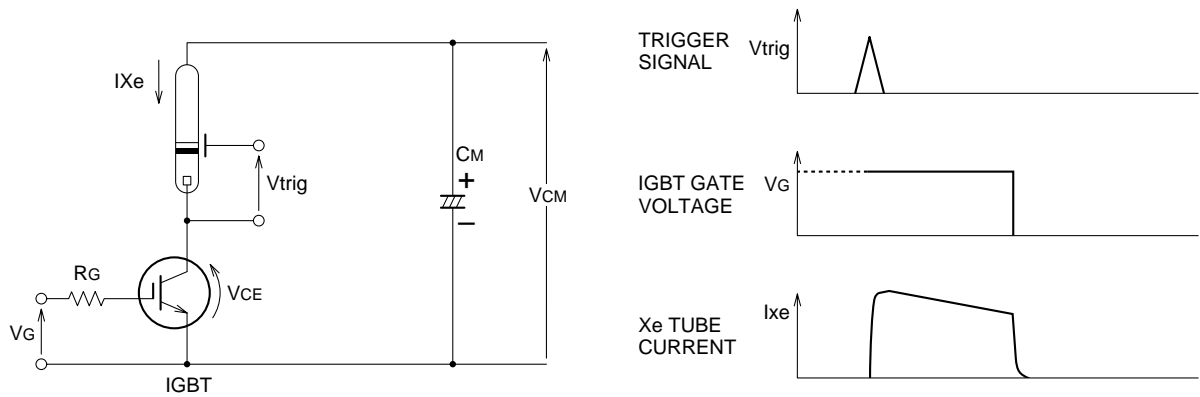 IXe
Vtrig
CM
+
–
VCM
RG
VCE
VG
IGBT
TRIGGER
SIGNAL
Vtrig
IGBT GATE
VOLTAGE
VG
Xe TUBE
CURRENT
Ixe